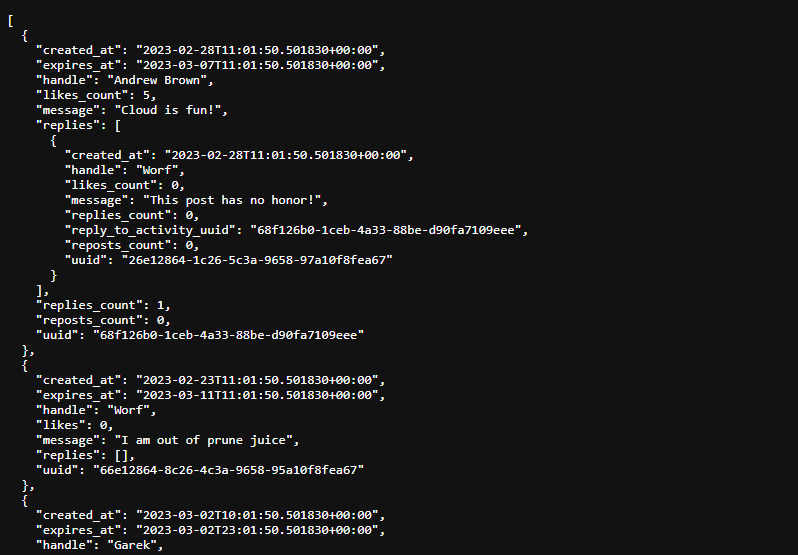 [
  {
    "created_at": "2023-02-28T11:01:50.501830+00:00",
    "expires_at": "2023-03-07T11:01:50.501830+00:00",
    "handle": "Andrew Brown",
    "likes_count": 5,
    "message": "Cloud is fun!",
    "replies": [
      {
        "created_at": "2023-02-28T11:01:50.501830+00:00",
        "handle": "Worf",
        "likes_count": 0,
        "message": "This post has no honor!",
        "replies_count": 0,
        "reply_to_activity_uuid": "68f126b0-1ceb-4a33-88be-d90fa7109eee",
        "reposts_count": 0,
        "uuid": "26e12864-1c26-5c3a-9658-97a10f8fea67"
      }
    ],
    "replies_count": 1,
    "reposts_count": 0,
    "uuid": "68f126b0-1ceb-4a33-88be-d90fa7109eee"
  },
  {
    "created_at": "2023-02-23T11:01:50.501830+00:00",
    "expires_at": "2023-03-11T11:01:50.501830+00:00",
    "handle": "Worf",
    "likes": 0,
    "message": "I am out of prune juice",
    "replies": [],
    "uuid": "66e12864-8c26-4c3a-9658-95a10f8fea67"
  },
  {
    "created_at": "2023-03-02T10:01:50.501830+00:00",
    "expires_at": "2023-03-02T23:01:50.501830+00:00",
    "handle": "Garek",